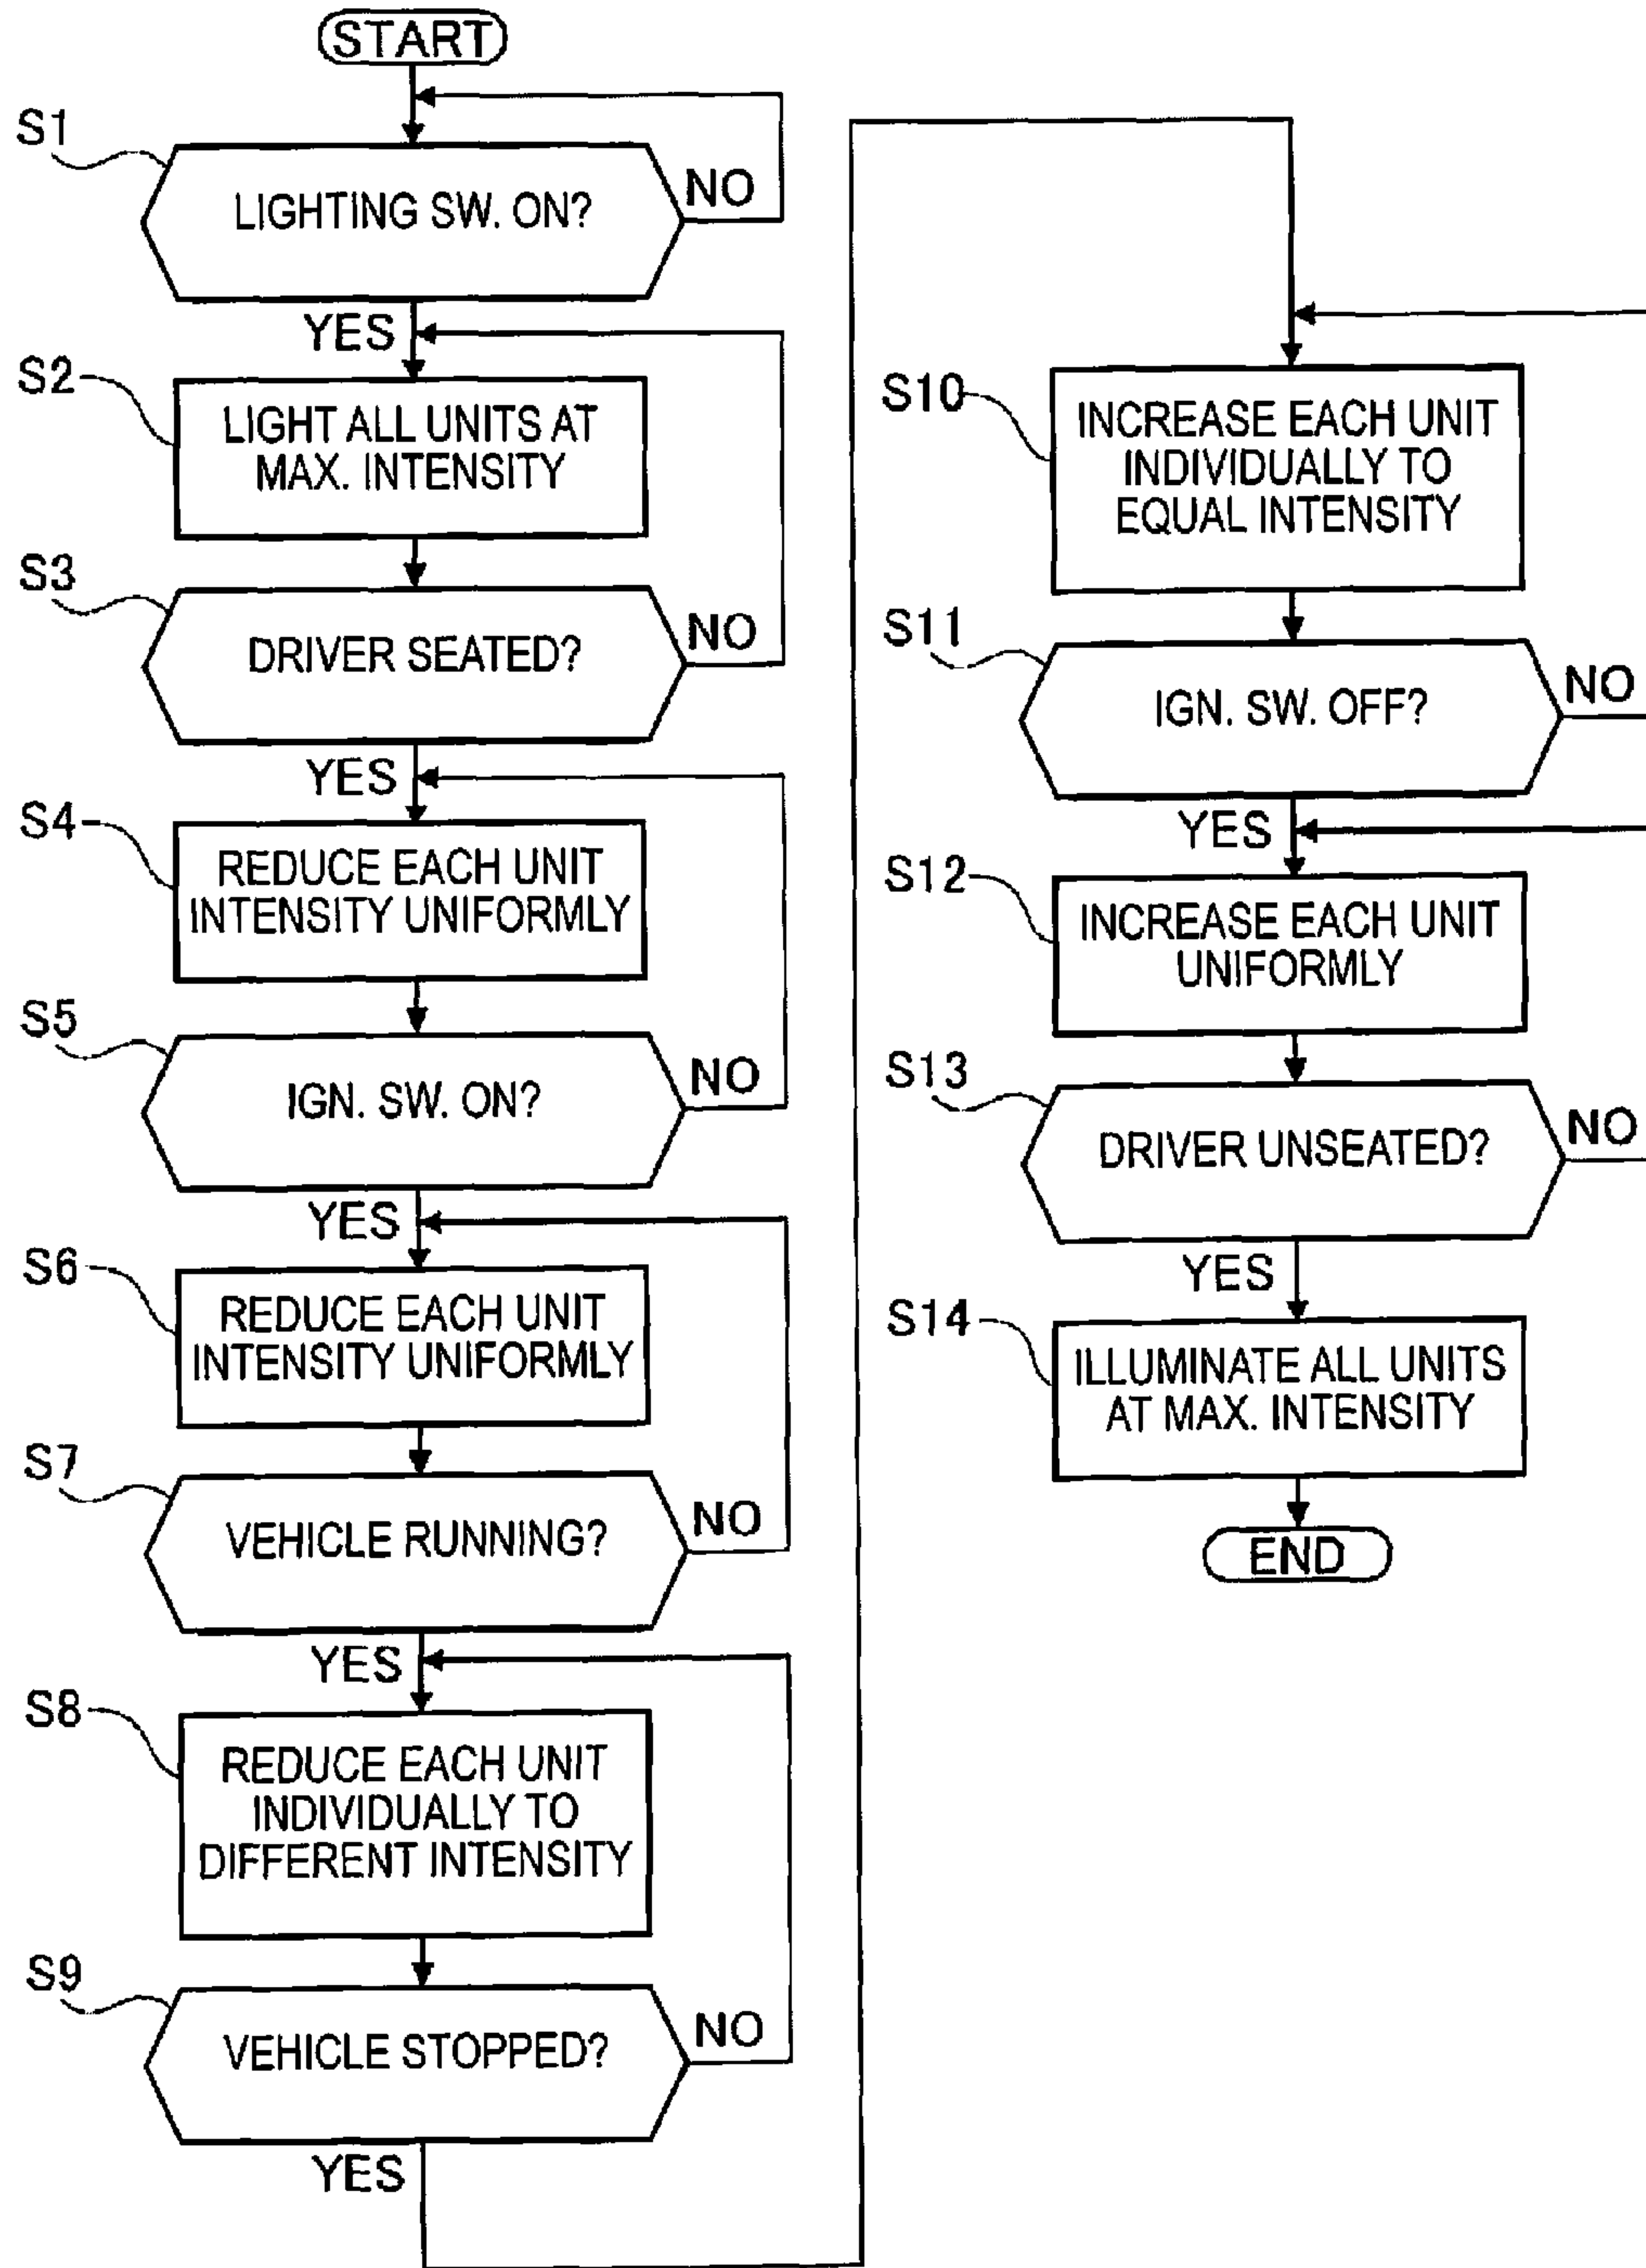 START
S1
LIGHTING SW. ON?
NO
YES
S2
LIGHT ALL UNITS AT
MAX. INTENSITY
S3
DRIVER SEATED?
NO
YES
S4
REDUCE EACH UNIT
INTENSITY UNIFORMLY
S5
IGN. SW. ON?
NO
YES
S6
REDUCE EACH UNIT
INTENSITY UNIFORMLY
S7
VEHICLE RUNNING?
NO
YES
S8
REDUCE EACH UNIT
INDIVIDUALLY TO
DIFFERENT INTENSITY
S9
VEHICLE STOPPED?
NO
YES
S10
INCREASE EACH UNIT
INDIVIDUALLY TO
EQUAL INTENSITY
S11
IGN. SW. OFF?
NO
YES
S12
INCREASE EACH UNIT
UNIFORMLY
S13
DRIVER UNSEATED?
NO
YES
S14
ILLUMINATE ALL UNITS
AT MAX. INTENSITY
END